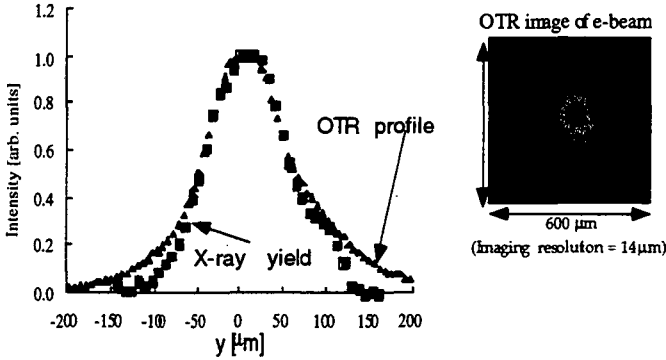 1.2
1.0
0.8
0.6
0.4
0.2
0.0
Intensity [arb. units]
-200 -150 -100 -50 0 50 100 150 200
y [µm]
OTR profile
X-ray yield
OTR image of e-beam
600 µm
(Imaging resoluton = 14µm)